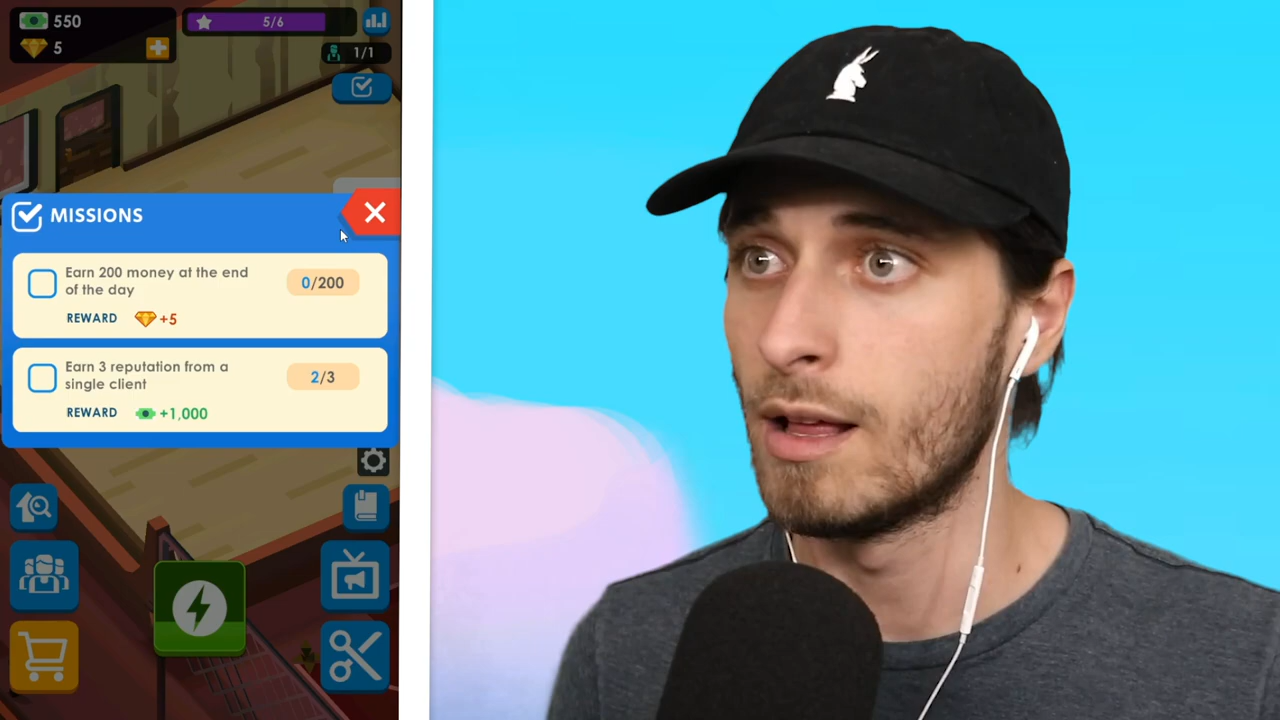 550
5/6
5
1/1
MISSIONS
Earn 200 money at the end
of the day
0/200
REWARD
+5
Earn 3 reputation from a
single client
2/3
REWARD
+1,000